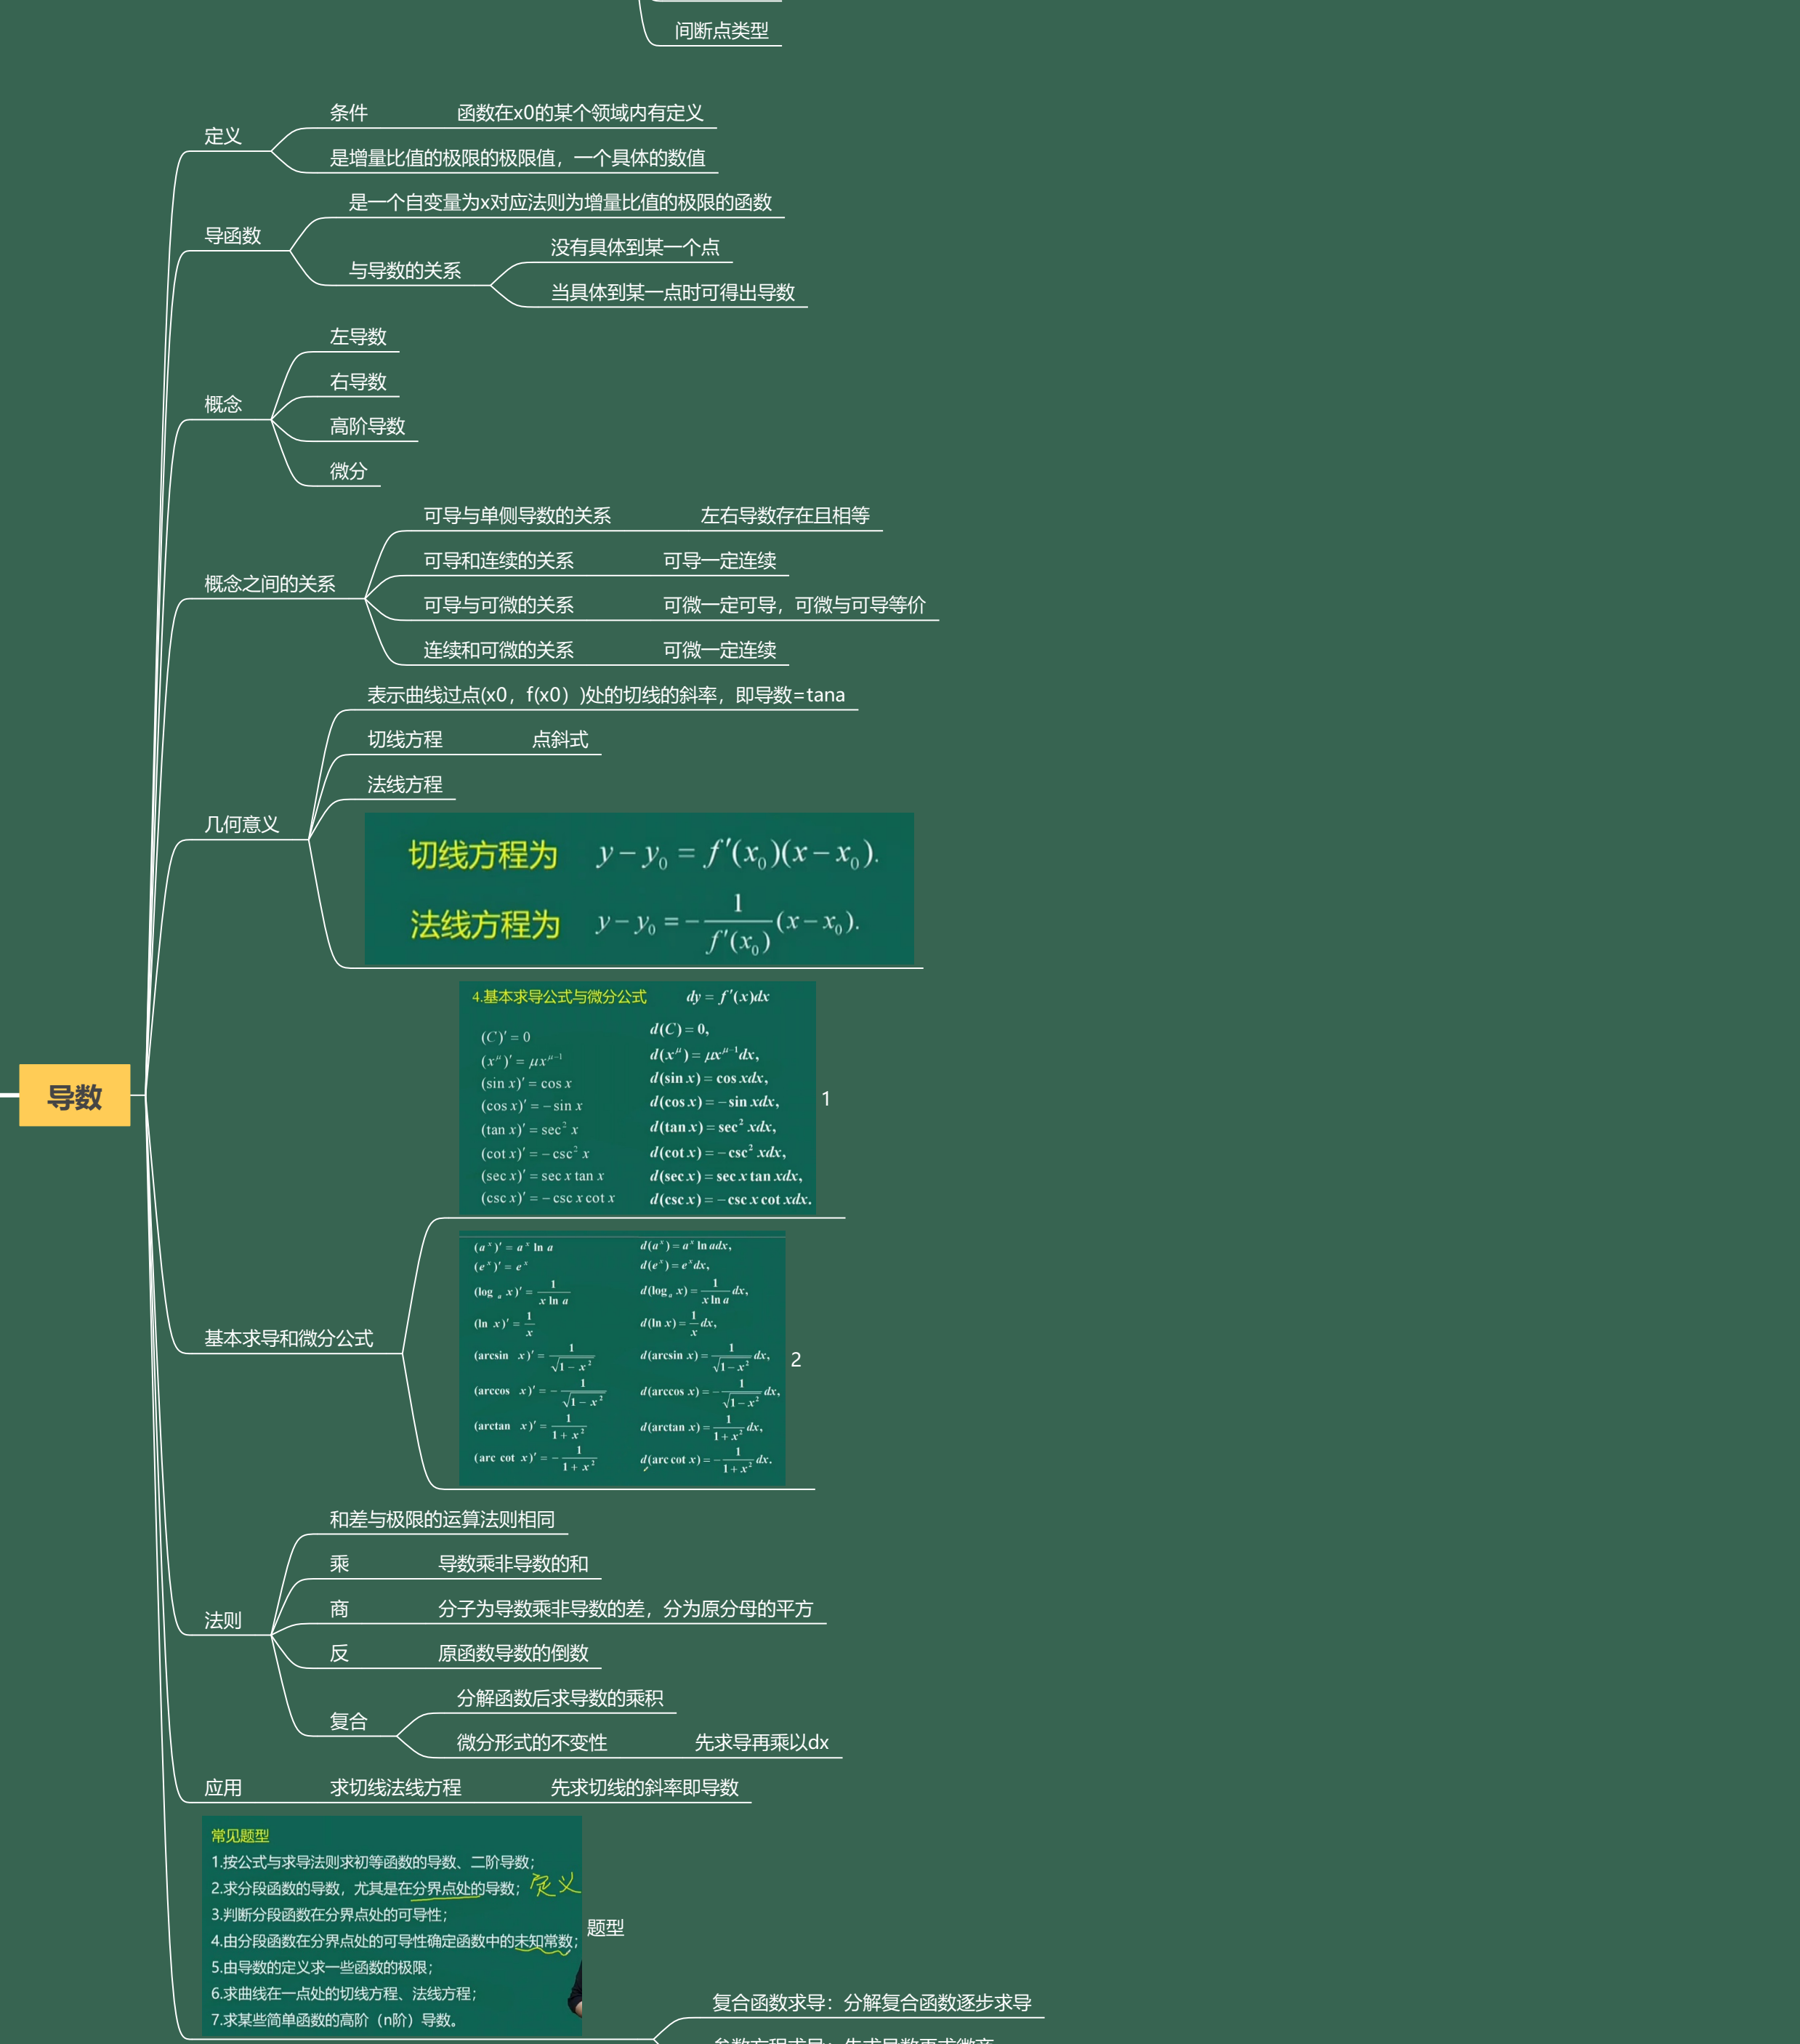 间断点类型
定义
条件
函数在x0的某个领域内有定义
是增量比值的极限的极限值，一个具体的数值
导函数
是一个自变量为x对应法则为增量比值的极限的函数
与导数的关系
没有具体到某一个点
当具体到某一点时可得出导数
概念
左导数
右导数
高阶导数
微分
概念之间的关系
可导与单侧导数的关系
左右导数存在且相等
可导和连续的关系
可导一定连续
可导与可微的关系
可微一定可导，可微与可导等价
连续和可微的关系
可微一定连续
几何意义
表示曲线过点(x0，f(x0）)处的切线的斜率，即导数=tana
切线方程
点斜式
法线方程
切线方程为 y−y₀ = f′(x₀)(x−x₀).
法线方程为 y−y₀ = −1/f′(x₀) (x−x₀).
导数
基本求导和微分公式
4.基本求导公式与微分公式 dy = f′(x)dx
(C)′ = 0 d(C) = 0,
(x^μ)′ = μx^(μ−1) d(x^μ) = μx^(μ−1)dx,
(sin x)′ = cos x d(sin x) = cos xdx,
(cos x)′ = −sin x d(cos x) = −sin xdx,
(tan x)′ = sec² x d(tan x) = sec² xdx,
(cot x)′ = −csc² x d(cot x) = −csc² xdx,
(sec x)′ = sec x tan x d(sec x) = sec x tan xdx,
(csc x)′ = −csc x cot x d(csc x) = −csc x cot xdx.
1
(a^x)′ = a^x ln a d(a^x) = a^x ln adx,
(e^x)′ = e^x d(e^x) = e^x dx,
(log_a x)′ = 1/(x ln a) d(log_a x) = 1/(x ln a) dx,
(ln x)′ = 1/x d(ln x) = 1/x dx,
(arcsin x)′ = 1/√(1−x²) d(arcsin x) = 1/√(1−x²) dx,
(arccos x)′ = −1/√(1−x²) d(arccos x) = −1/√(1−x²) dx,
(arctan x)′ = 1/(1+x²) d(arctan x) = 1/(1+x²) dx,
(arc cot x)′ = −1/(1+x²) d(arc cot x) = −1/(1+x²) dx.
2
法则
和差与极限的运算法则相同
乘
导数乘非导数的和
商
分子为导数乘非导数的差，分为原分母的平方
反
原函数导数的倒数
复合
分解函数后求导数的乘积
微分形式的不变性
先求导再乘以dx
应用
求切线法线方程
先求切线的斜率即导数
常见题型
1.按公式与求导法则求初等函数的导数、二阶导数；
2.求分段函数的导数，尤其是在分界点处的导数； 定义
3.判断分段函数在分界点处的可导性；
4.由分段函数在分界点处的可导性确定函数中的未知常数；
5.由导数的定义求一些函数的极限；
6.求曲线在一点处的切线方程、法线方程；
7.求某些简单函数的高阶（n阶）导数。
题型
复合函数求导：分解复合函数逐步求导